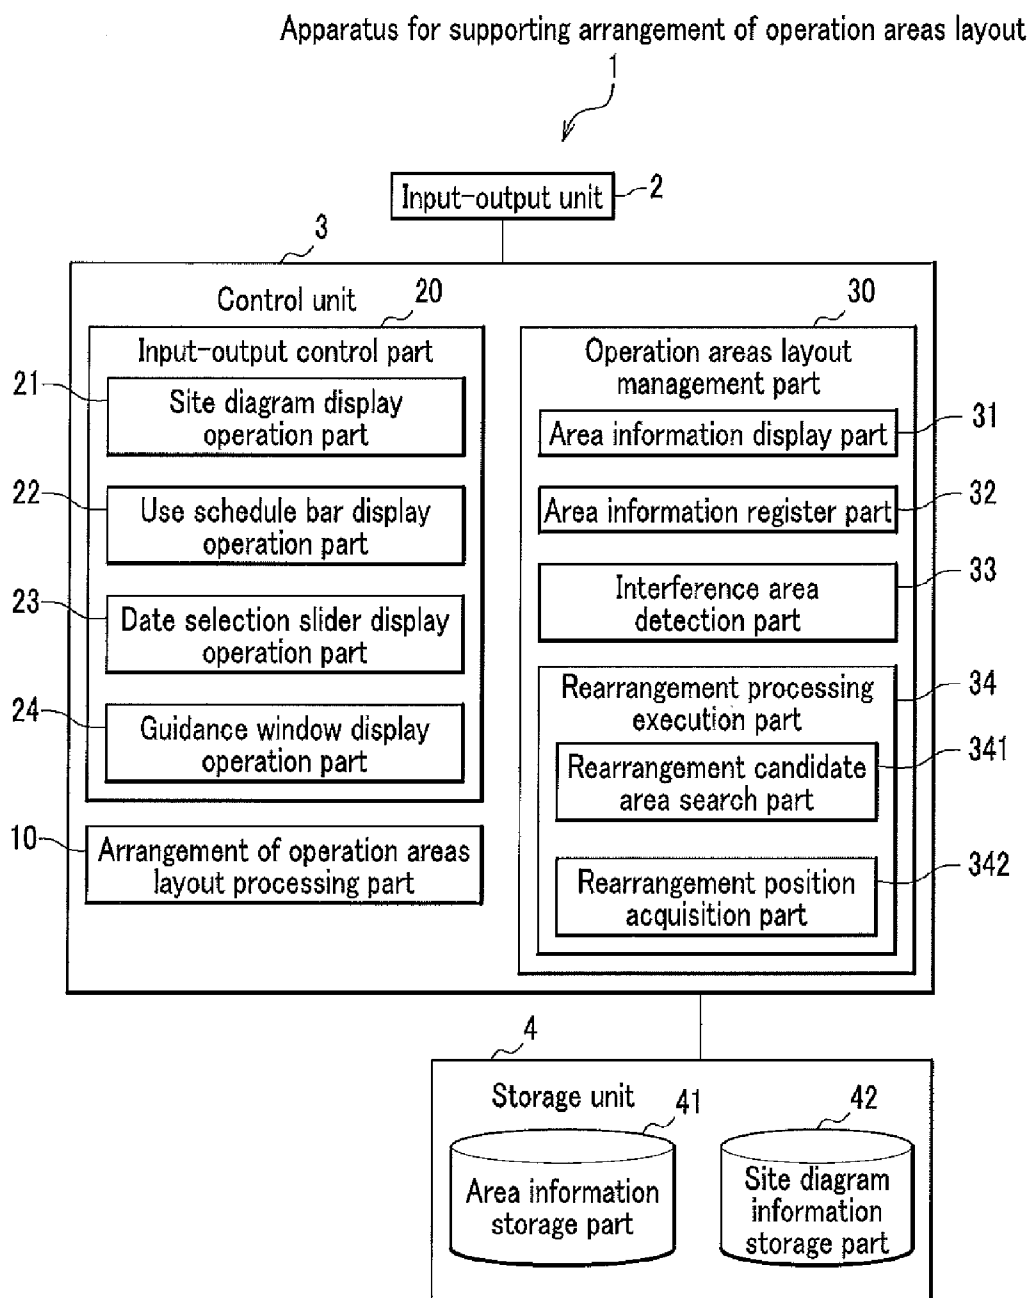 Apparatus for supporting arrangement of operation areas layout
1
Input-output unit
2
3
Control unit
20
Input-output control part
21
Site diagram display
operation part
22
Use schedule bar display
operation part
23
Date selection slider display
operation part
24
Guidance window display
operation part
10
Arrangement of operation areas
layout processing part
30
Operation areas layout
management part
Area information display part
31
Area information register part
32
Interference area
detection part
33
Rearrangement processing
execution part
34
Rearrangement candidate
area search part
341
Rearrangement position
acquisition part
342
4
Storage unit
41
Area information
storage part
42
Site diagram
information
storage part